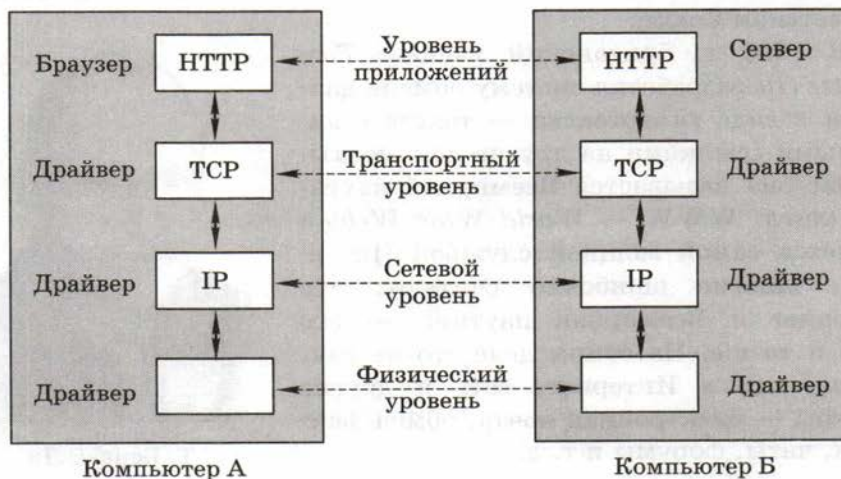 Браузер HTTP Уровень приложений HTTP Сервер
Драйвер TCP Транспортный уровень TCP Драйвер
Драйвер IP Сетевой уровень IP Драйвер
Драйвер Физический уровень Драйвер
Компьютер А Компьютер Б